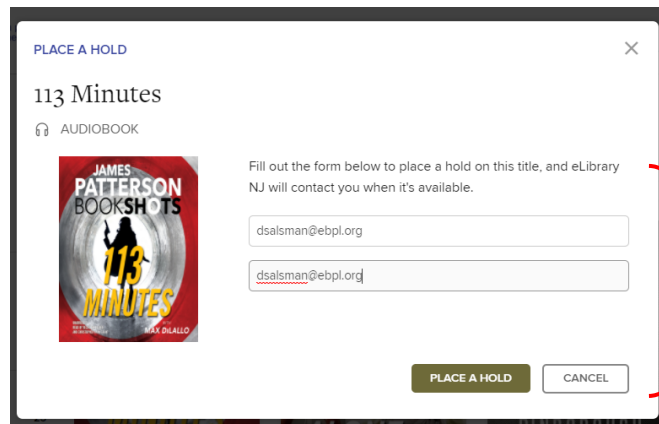 PLACE A HOLD
113 Minutes
AUDIOBOOK
JAMES
PATTERSON
BOOKSHOTS
113
MINUTES
MAX DILALLO
Fill out the form below to place a hold on this title, and eLibrary
NJ will contact you when it's available.
dsalsman@ebpl.org
dsalsman@ebpl.org
PLACE A HOLD
CANCEL